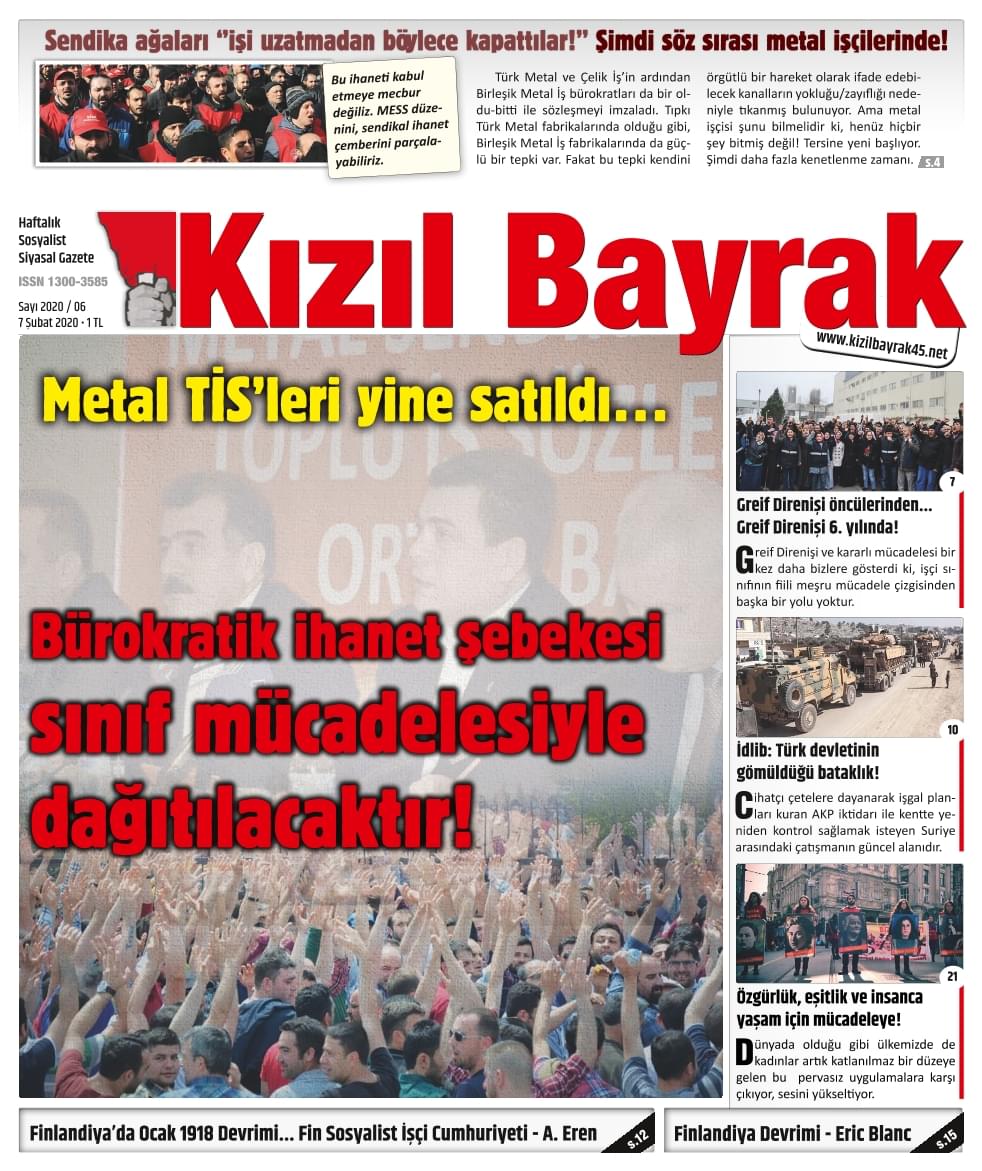 Sendika ağaları ‘’işi uzatmadan böylece kapattılar!’’ Şimdi söz sırası metal işçilerinde!
Bu ihaneti kabul
etmeye mecbur
değiliz. MESS düze-
nini, sendikal ihanet
çemberini parçala-
yabiliriz.
Türk Metal ve Çelik İş’in ardından
Birleşik Metal İş bürokratları da bir ol-
du-bitti ile sözleşmeyi imzaladı. Tıpkı
Türk Metal fabrikalarında olduğu gibi,
Birleşik Metal İş fabrikalarında da güç-
lü bir tepki var. Fakat bu tepki kendini
örgütlü bir hareket olarak ifade edebi-
lecek kanalların yokluğu/zayıflığı nede-
niyle tıkanmış bulunuyor. Ama metal
işçisi şunu bilmelidir ki, henüz hiçbir
şey bitmiş değil! Tersine yeni başlıyor.
Şimdi daha fazla kenetlenme zamanı. s.4
Haftalık
Sosyalist
Siyasal Gazete
ISSN 1300-3585
Sayı 2020 / 06
7 Şubat 2020 • 1 TL
Kızıl Bayrak
www.kizilbayrak45.net
Metal TİS’leri yine satıldı...
TOPLU İŞ SÖZLE
Bürokratik ihanet şebekesi
sınıf mücadelesiyle
dağıtılacaktır!
7
Greif Direnişi öncülerinden...
Greif Direnişi 6. yılında!
Greif Direnişi ve kararlı mücadelesi bir
kez daha bizlere gösterdi ki, işçi sı-
nıfının fiili meşru mücadele çizgisinden
başka bir yolu yoktur.
10
İdlib: Türk devletinin
gömüldüğü bataklık!
Cihatçı çetelere dayanarak işgal plan-
ları kuran AKP iktidarı ile kentte ye-
niden kontrol sağlamak isteyen Suriye
arasındaki çatışmanın güncel alanıdır.
21
Özgürlük, eşitlik ve insanca
yaşam için mücadeleye!
Dünyada olduğu gibi ülkemizde de
kadınlar artık katlanılmaz bir düzeye
gelen bu pervasız uygulamalara karşı
çıkıyor, sesini yükseltiyor.
Finlandiya’da Ocak 1918 Devrimi... Fin Sosyalist İşçi Cumhuriyeti - A. Eren s.12
Finlandiya Devrimi - Eric Blanc s.15